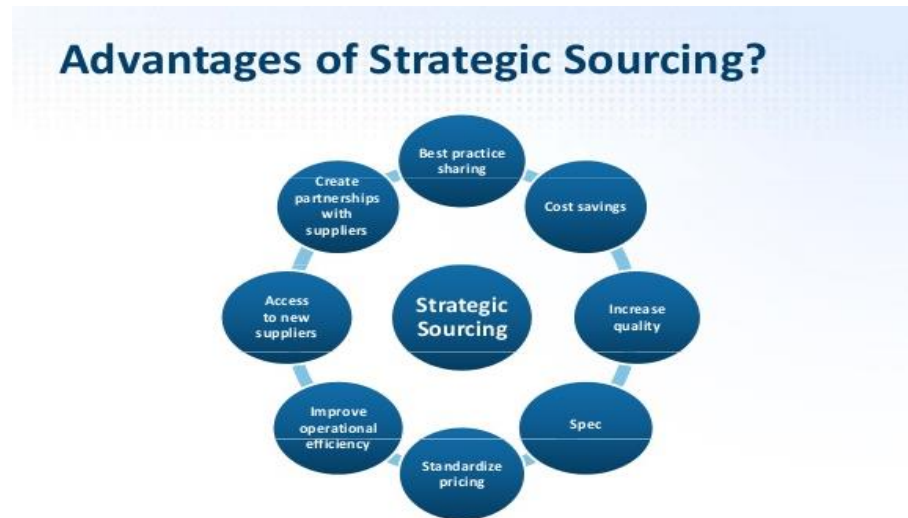 Advantages of Strategic Sourcing?
Best practice
sharing
Cost savings
Increase
quality
Spec
Standardize
pricing
Improve
operational
efficiency
Access
to new
suppliers
Create
partnerships
with
suppliers
Strategic
Sourcing